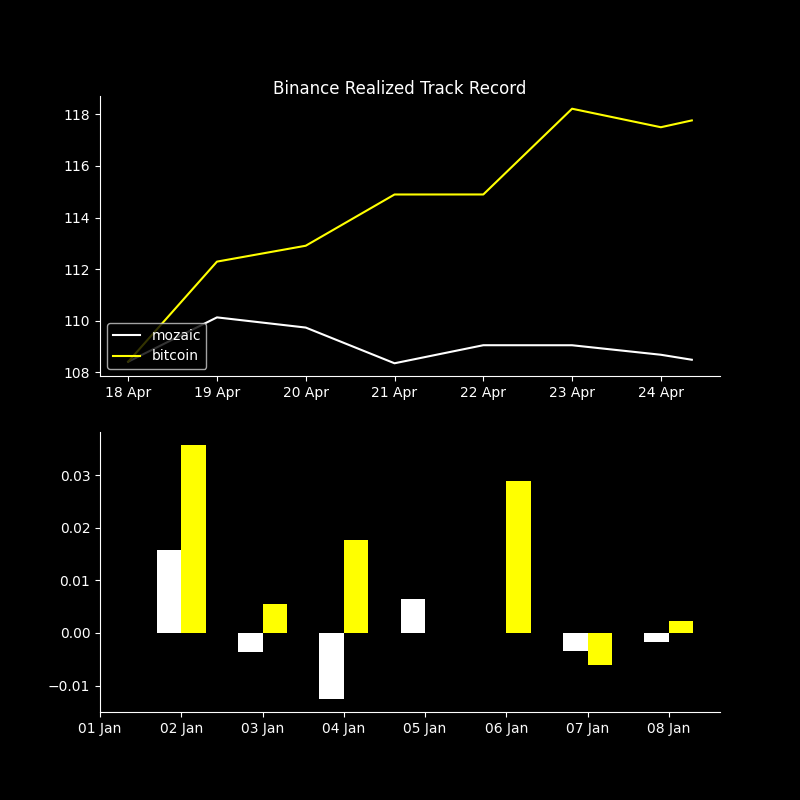 Binance Realized Track Record
118
116
114
112
110
108
mozaic
bitcoin
18 Apr 19 Apr 20 Apr 21 Apr 22 Apr 23 Apr 24 Apr
0.03
0.02
0.01
0.00
−0.01
01 Jan 02 Jan 03 Jan 04 Jan 05 Jan 06 Jan 07 Jan 08 Jan